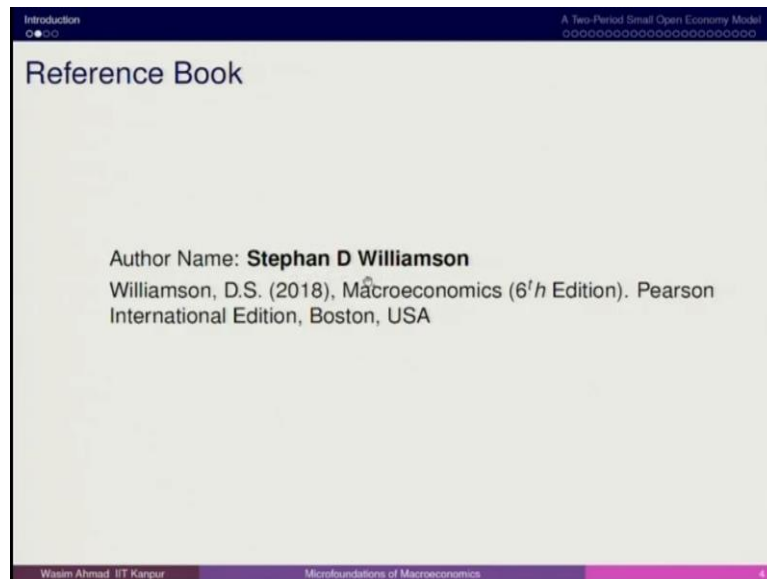 Introduction
A Two-Period Small Open Economy Model
Reference Book
Author Name: Stephan D Williamson
Williamson, D.S. (2018), Macroeconomics (6th Edition). Pearson
International Edition, Boston, USA
Wasim Ahmad IIT Kanpur
Microfoundations of Macroeconomics
4